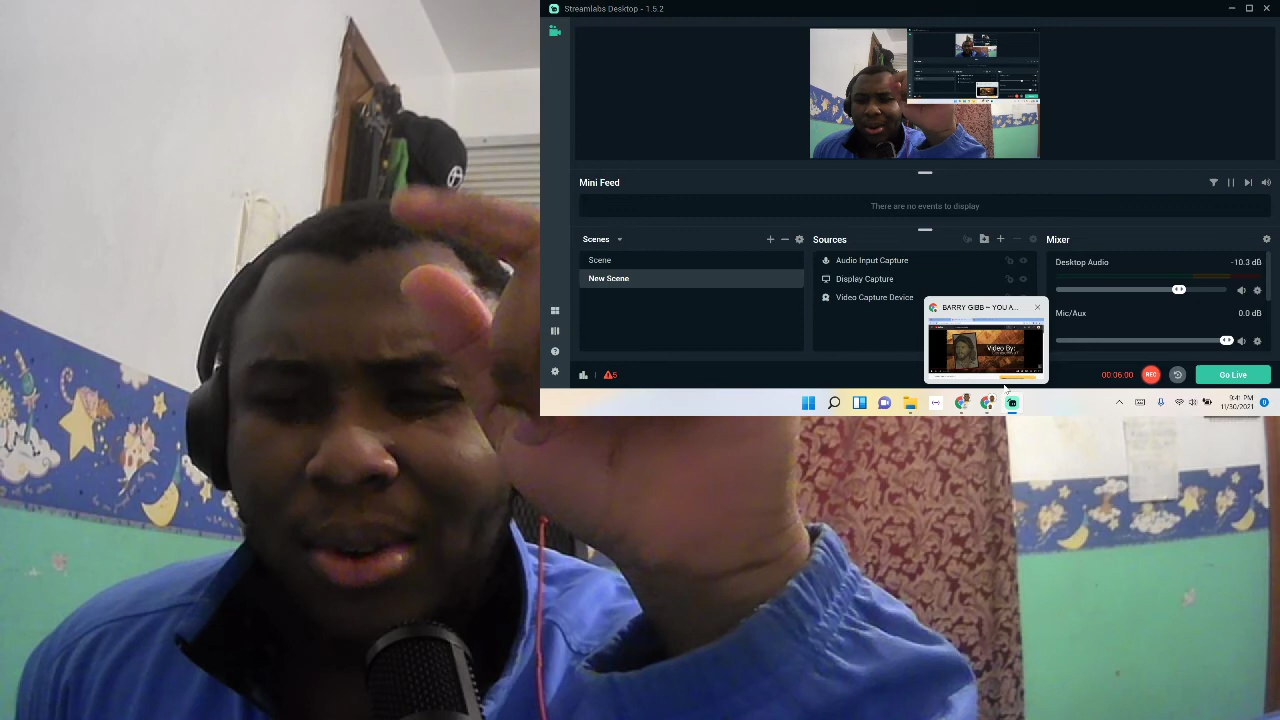 Streamlabs Desktop - 1.5.2
Mini Feed
There are no events to display
Scenes
Scene
New Scene
Sources
Audio Input Capture
Display Capture
Video Capture Device
Mixer
Desktop Audio
-10.3 dB
Mic/Aux
0.0 dB
BARRY GIBB – YOU A...
Video By:
5
00:06:00
REC
Go Live
9:41 PM
11/30/2021